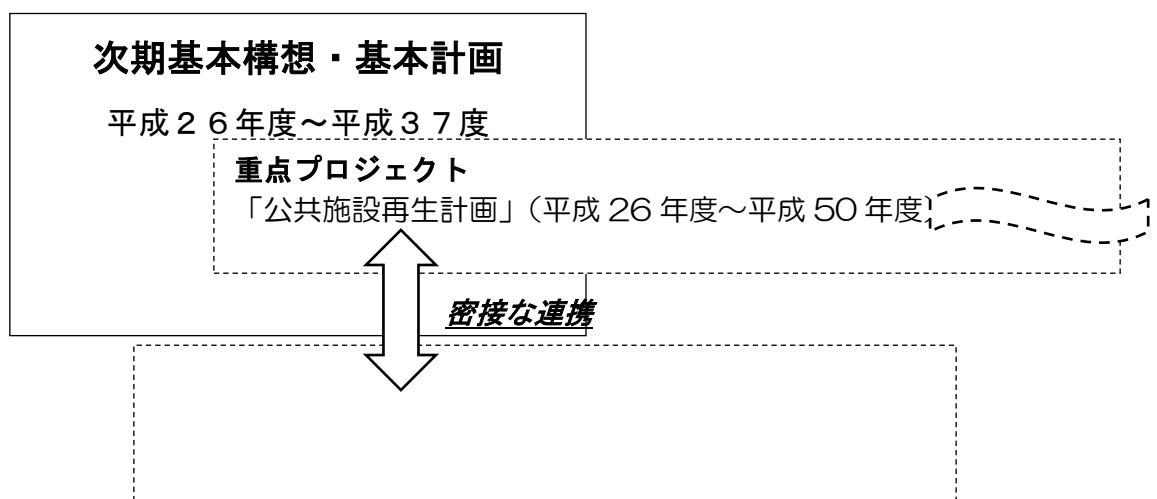 次期基本構想・基本計画
平成２６年度～平成３７度
重点プロジェクト
「公共施設再生計画」（平成 26 年度～平成 50 年度）
密接な連携